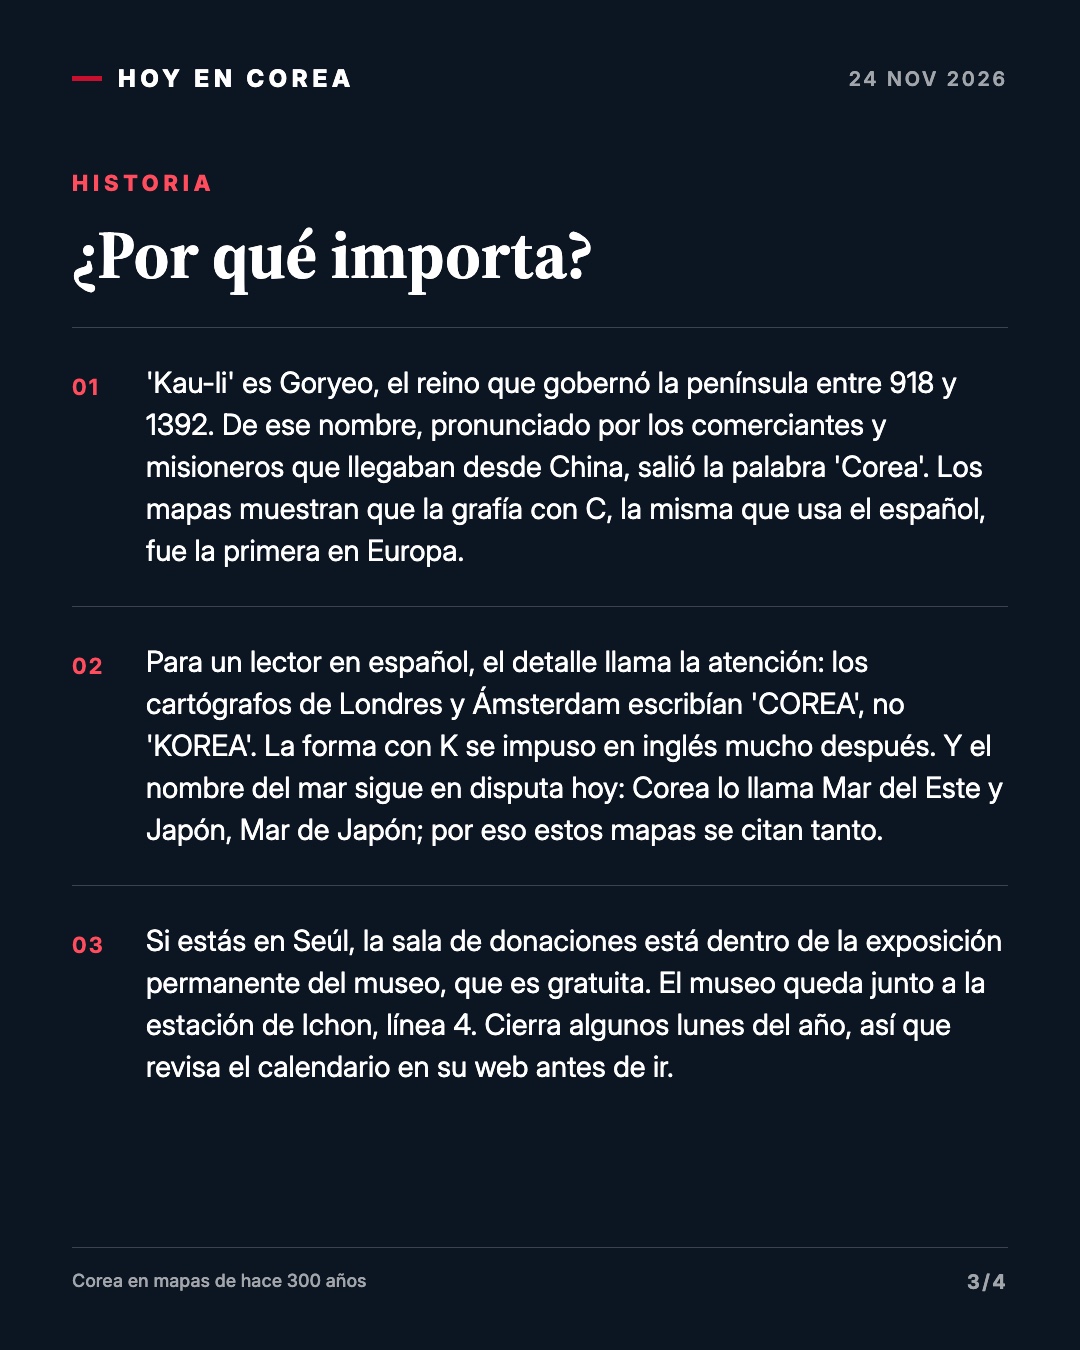 HOY EN COREA
24 NOV 2026
HISTORIA
¿Por qué importa?
01
'Kau-li' es Goryeo, el reino que gobernó la península entre 918 y
1392. De ese nombre, pronunciado por los comerciantes y
misioneros que llegaban desde China, salió la palabra 'Corea'. Los
mapas muestran que la grafía con C, la misma que usa el español,
fue la primera en Europa.
02
Para un lector en español, el detalle llama la atención: los
cartógrafos de Londres y Ámsterdam escribían 'COREA', no
'KOREA'. La forma con K se impuso en inglés mucho después. Y el
nombre del mar sigue en disputa hoy: Corea lo llama Mar del Este y
Japón, Mar de Japón; por eso estos mapas se citan tanto.
03
Si estás en Seúl, la sala de donaciones está dentro de la exposición
permanente del museo, que es gratuita. El museo queda junto a la
estación de Ichon, línea 4. Cierra algunos lunes del año, así que
revisa el calendario en su web antes de ir.
Corea en mapas de hace 300 años
3/4